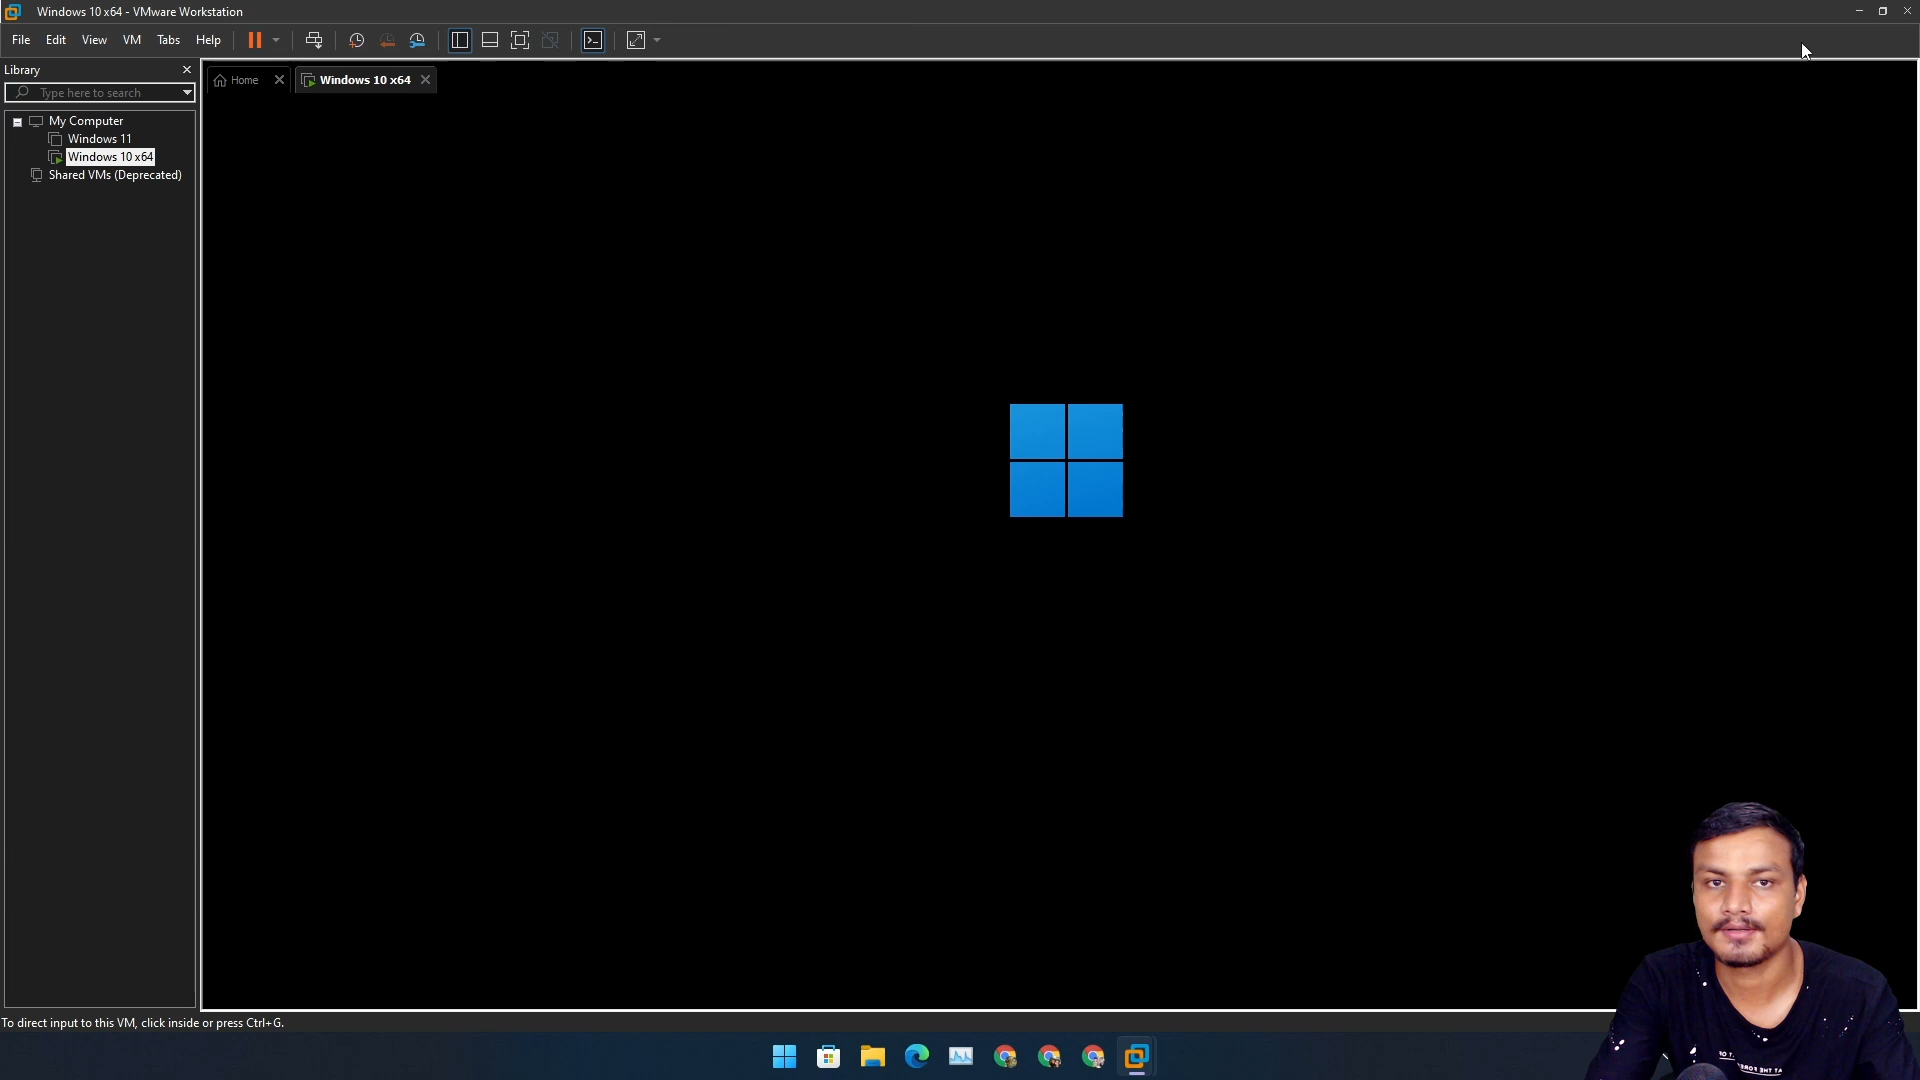 Windows 10 x64 - VMware Workstation
File Edit View VM Tabs Help
Library
Type here to search
Home
Windows 10 x64
My Computer
Windows 11
Windows 10 x64
Shared VMs (Deprecated)
To direct input to this VM, click inside or press Ctrl+G.